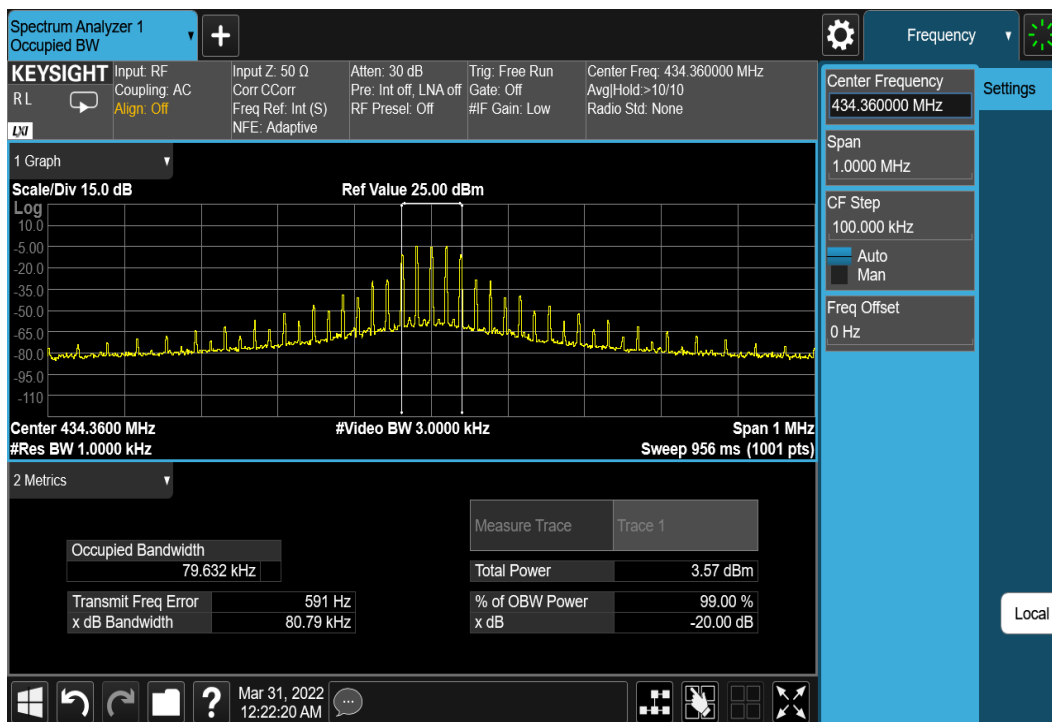 Spectrum Analyzer 1
Occupied BW
Frequency
KEYSIGHT
R L
LXI
Input: RF
Coupling: AC
Align: Off
Input Z: 50 Ω
Corr CCorr
Freq Ref: Int (S)
NFE: Adaptive
Atten: 30 dB
Pre: Int off, LNA off
RF Presel: Off
Trig: Free Run
Gate: Off
#IF Gain: Low
Center Freq: 434.360000 MHz
Avg|Hold:>10/10
Radio Std: None
Center Frequency
434.360000 MHz
Settings
Span
1.0000 MHz
CF Step
100.000 kHz
Auto
Man
Freq Offset
0 Hz
1 Graph
Scale/Div 15.0 dB
Ref Value 25.00 dBm
Log
10.0
-5.00
-20.0
-35.0
-50.0
-65.0
-80.0
-95.0
-110
Center 434.3600 MHz
#Video BW 3.0000 kHz
Span 1 MHz
#Res BW 1.0000 kHz
Sweep 956 ms (1001 pts)
2 Metrics
Measure Trace
Trace 1
Occupied Bandwidth
79.632 kHz
Total Power 3.57 dBm
Transmit Freq Error 591 Hz
% of OBW Power 99.00 %
x dB Bandwidth 80.79 kHz
x dB -20.00 dB
Local
?
Mar 31, 2022
12:22:20 AM